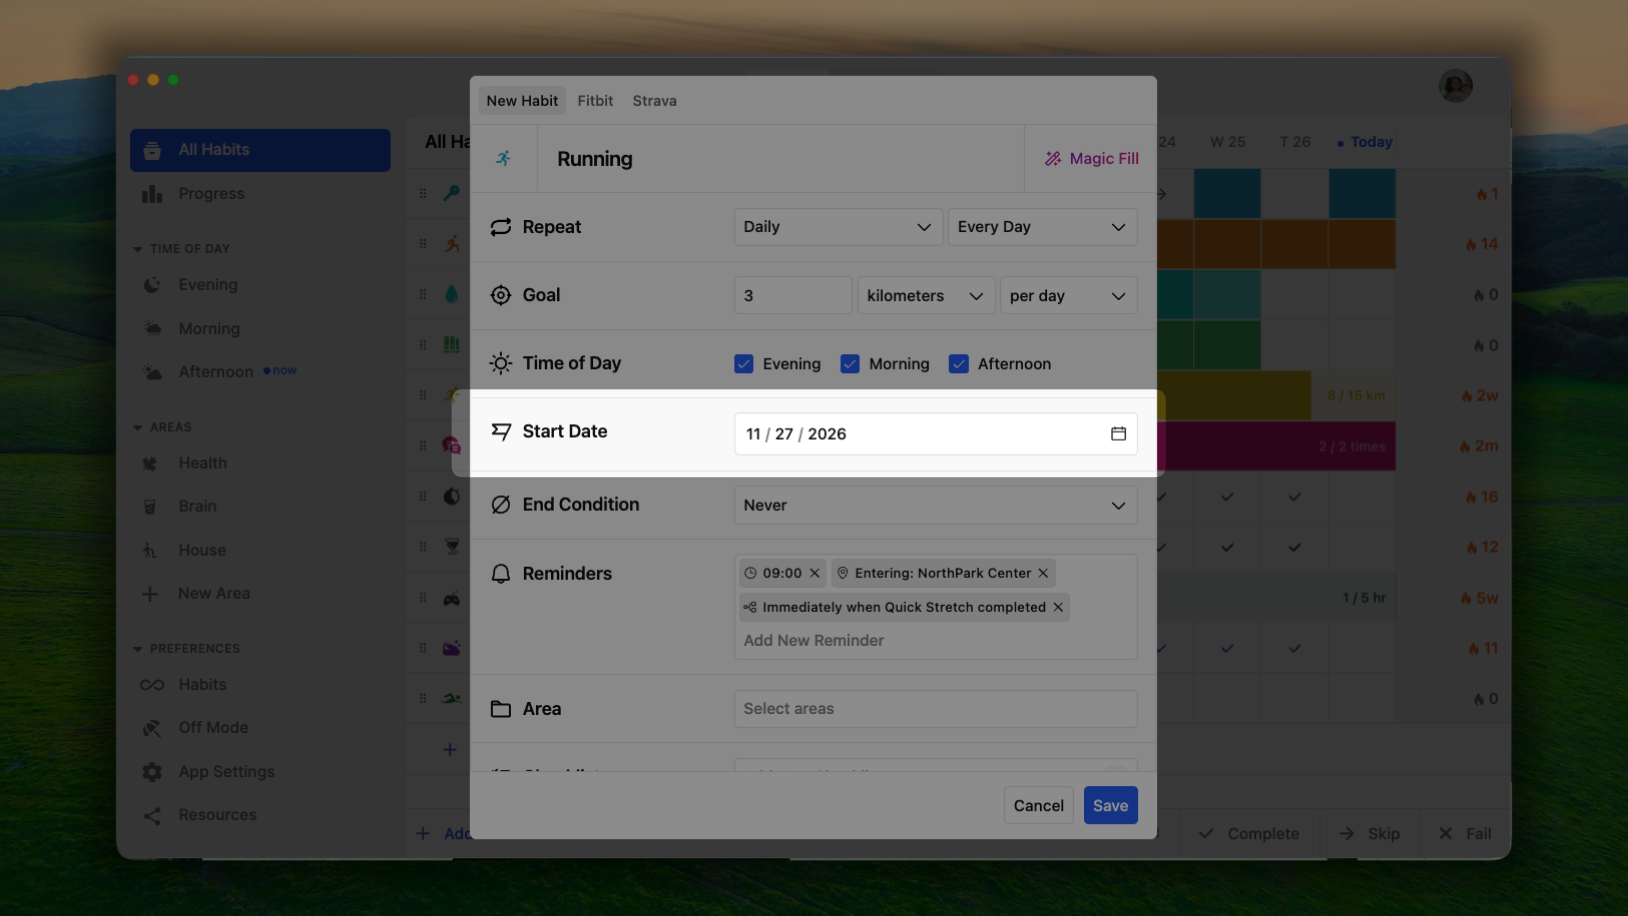 New Habit Fitbit Strava
All Habits
All Ha
24 W 25 T 26 Today
Running
Magic Fill
Progress
1
Repeat
Daily
Every Day
TIME OF DAY
14
Evening
Goal
3
kilometers
per day
0
Morning
0
Time of Day
Evening Morning Afternoon
Afternoon now
8 / 15 km
2w
AREAS
Start Date
11 / 27 / 2026
2 / 2 times
2m
Health
16
Brain
End Condition
Never
12
House
Reminders
09:00
Entering: NorthPark Center
New Area
Immediately when Quick Stretch completed
1 / 5 hr
5w
Add New Reminder
PREFERENCES
11
Habits
Area
Select areas
0
Off Mode
App Settings
Cancel
Save
Resources
Add
Complete
Skip
Fail